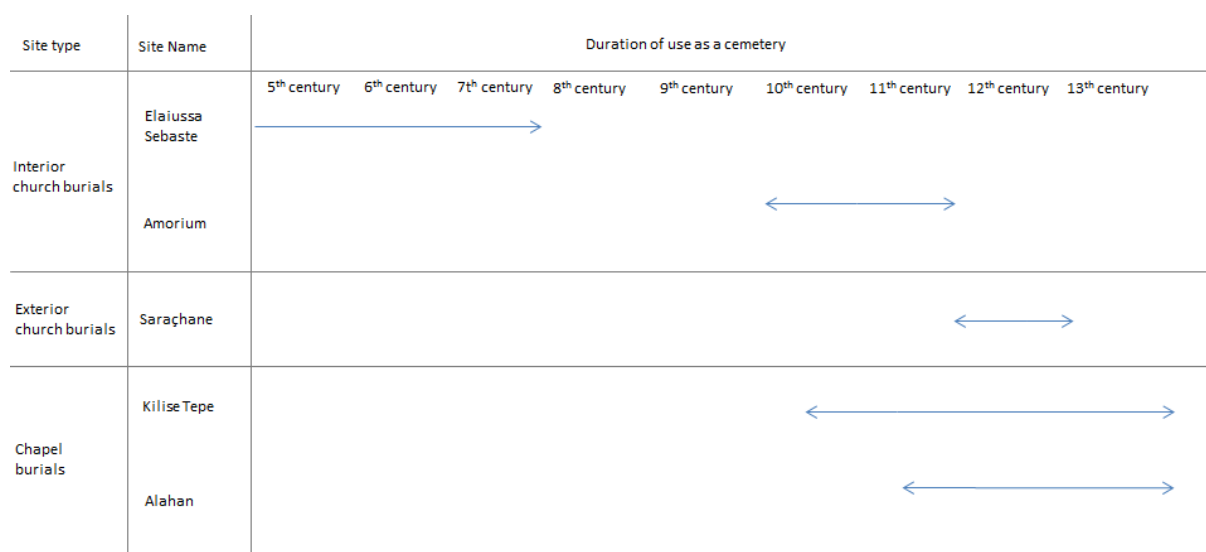 Site type
Site Name
Duration of use as a cemetery
5th century 6th century 7th century 8th century 9th century 10th century 11th century 12th century 13th century
Interior
church burials
Elaiussa
Sebaste
Amorium
Exterior
church burials
Saraçhane
Chapel
burials
Kilise Tepe
Alahan